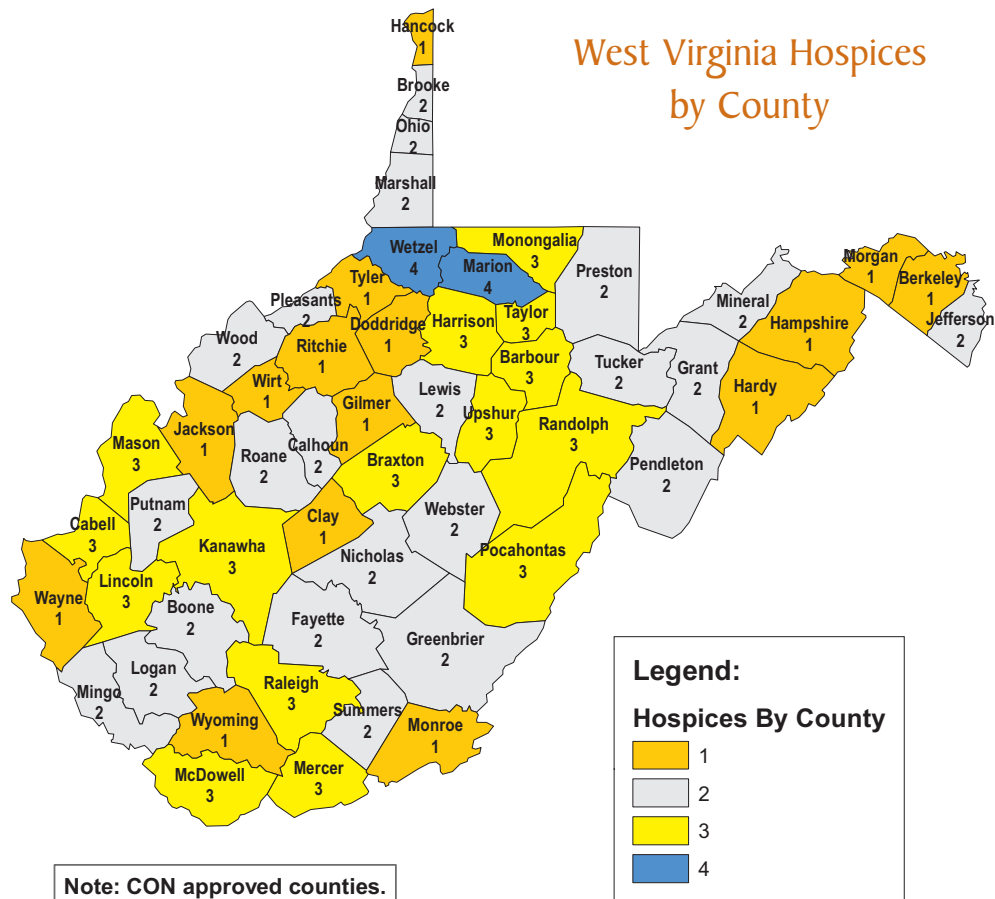 West Virginia Hospices
by County
Hancock
1
Brooke
2
Ohio
2
Marshall
2
Wetzel
4
Marion
4
Monongalia
3
Preston
2
Tyler
1
Pleasants
2
Doddridge
1
Harrison
3
Taylor
3
Barbour
3
Wood
2
Ritchie
1
Wirt
1
Gilmer
1
Lewis
2
Upshur
3
Randolph
3
Tucker
2
Grant
2
Mineral
2
Hampshire
1
Hardy
1
Morgan
1
Berkeley
1
Jefferson
2
Pendleton
2
Mason
3
Jackson
1
Roane
2
Calhoun
2
Braxton
3
Webster
2
Pocahontas
3
Putnam
2
Cabell
3
Kanawha
3
Clay
1
Nicholas
2
Wayne
1
Lincoln
3
Boone
2
Fayette
2
Greenbrier
2
Mingo
2
Logan
2
Raleigh
3
Summers
2
Wyoming
1
Monroe
1
McDowell
3
Mercer
3
Legend:
Hospices By County
1
2
3
4
Note: CON approved counties.